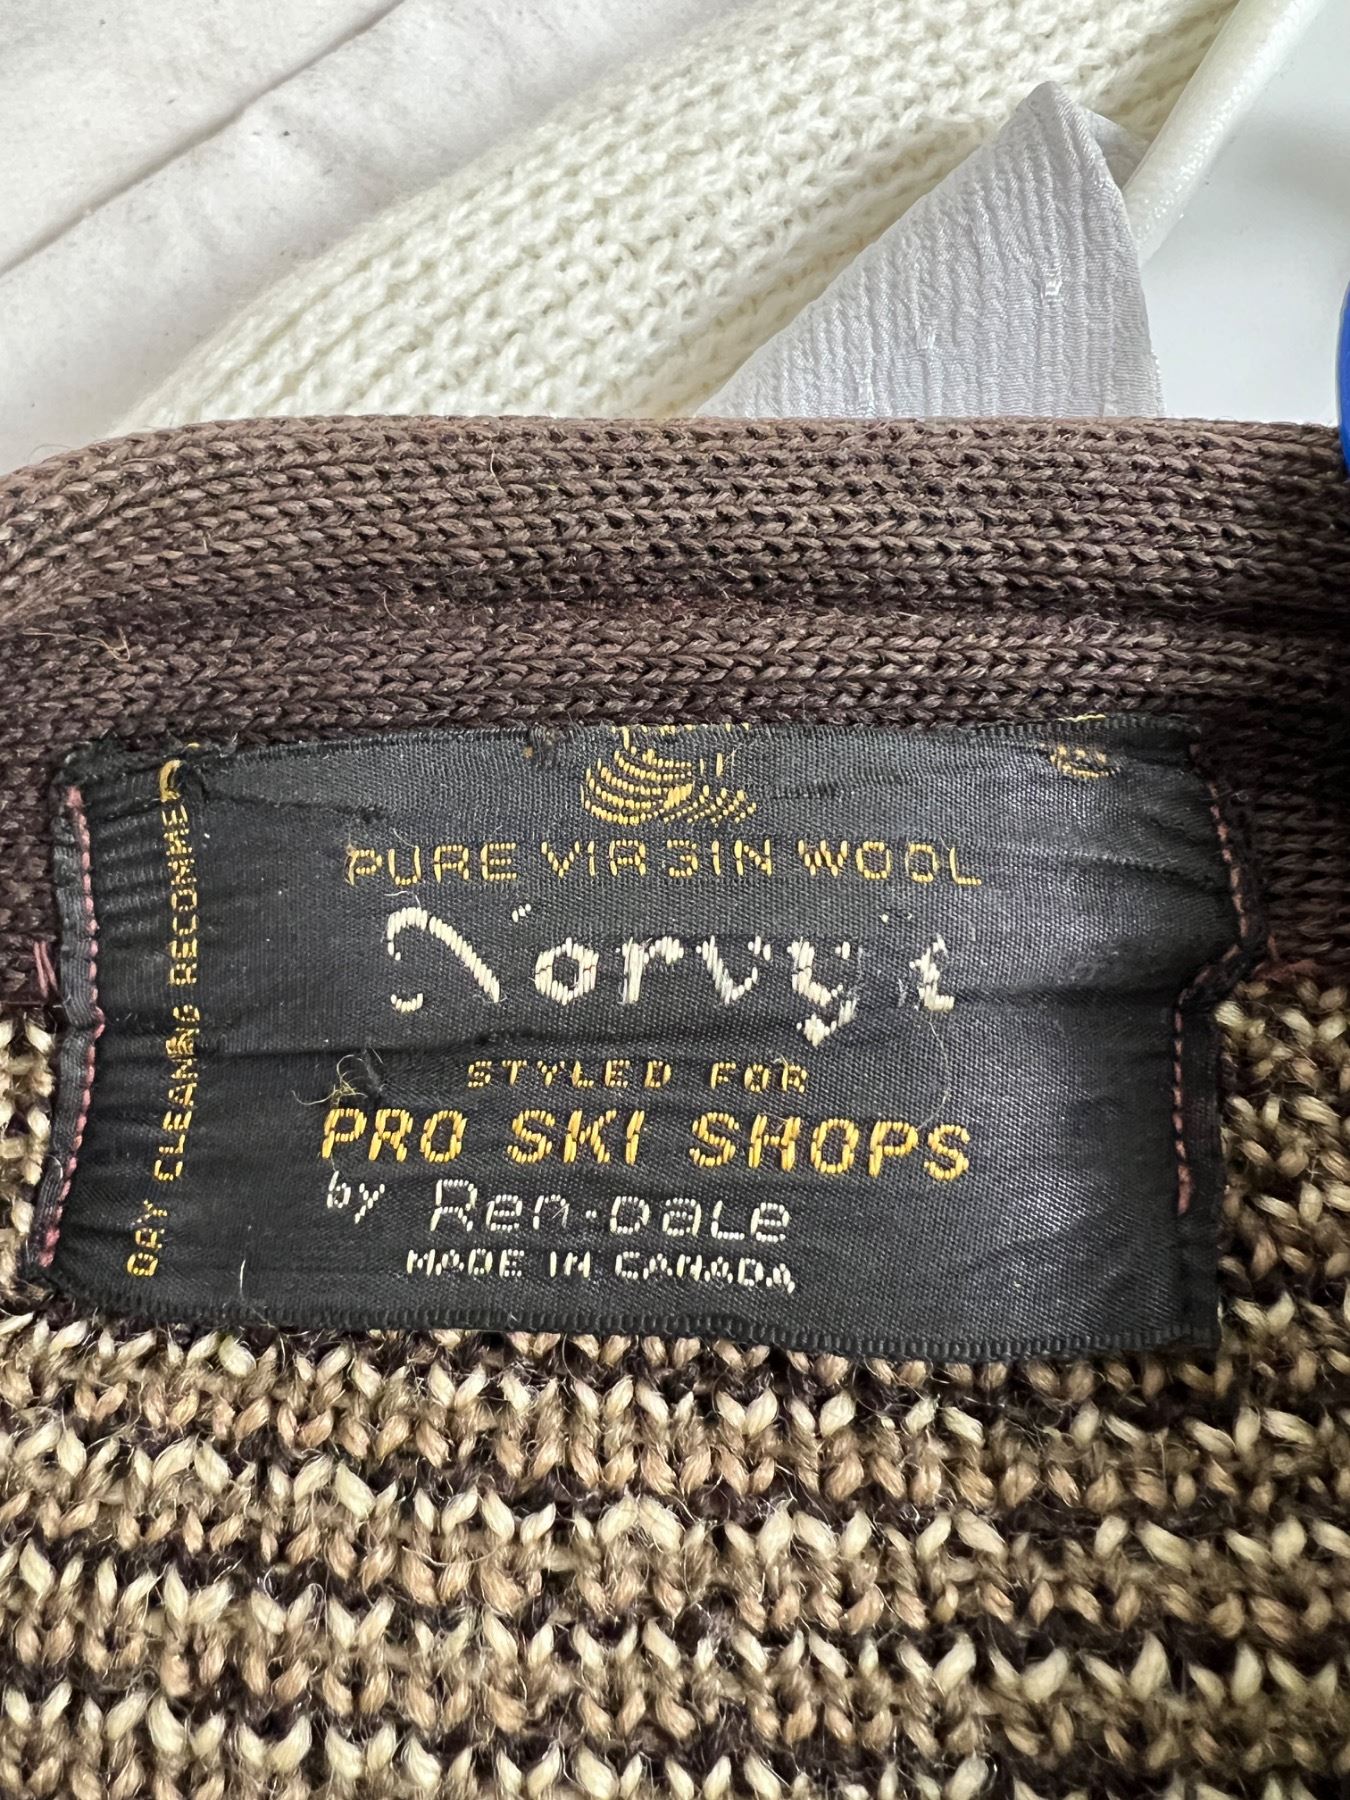 PURE VIRGIN WOOL
Norvyt
STYLED FOR
PRO SKI SHOPS
by Ren-Dale
MADE IN CANADA
DRY CLEANING RECOMME